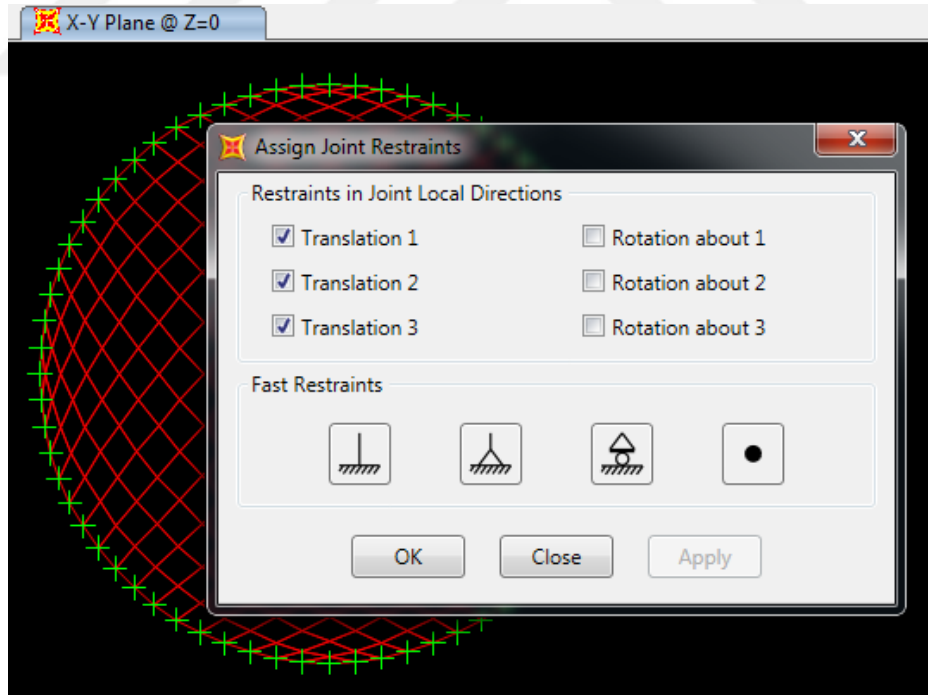 X-Y Plane @ Z=0
Assign Joint Restraints
x
Restraints in Joint Local Directions
Translation 1 Rotation about 1
Translation 2 Rotation about 2
Translation 3 Rotation about 3
Fast Restraints
OK Close Apply